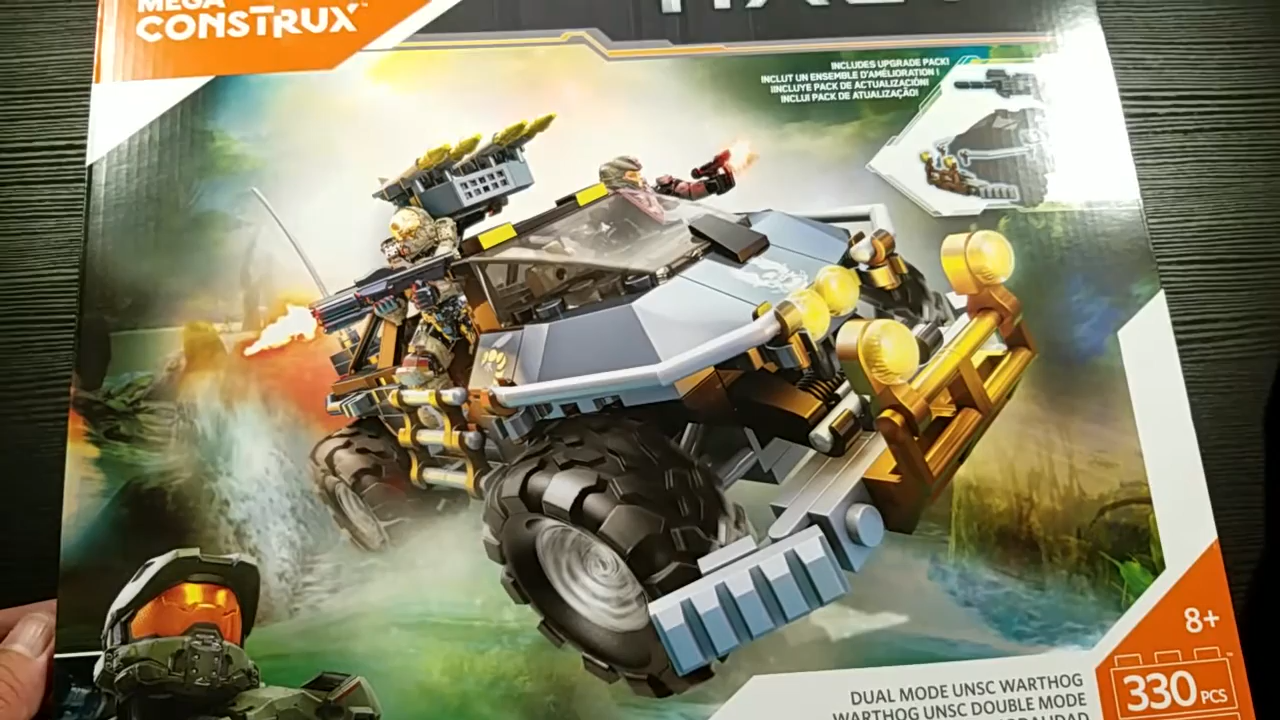 MEGA
CONSTRUX™
INCLUDES UPGRADE PACK!
INCLUT UN ENSEMBLE D'AMÉLIORATION !
¡INCLUYE PACK DE ACTUALIZACIÓN!
INCLUI PACK DE ATUALIZAÇÃO!
8+
330 PCS
DUAL MODE UNSC WARTHOG
WARTHOG UNSC DOUBLE MODE